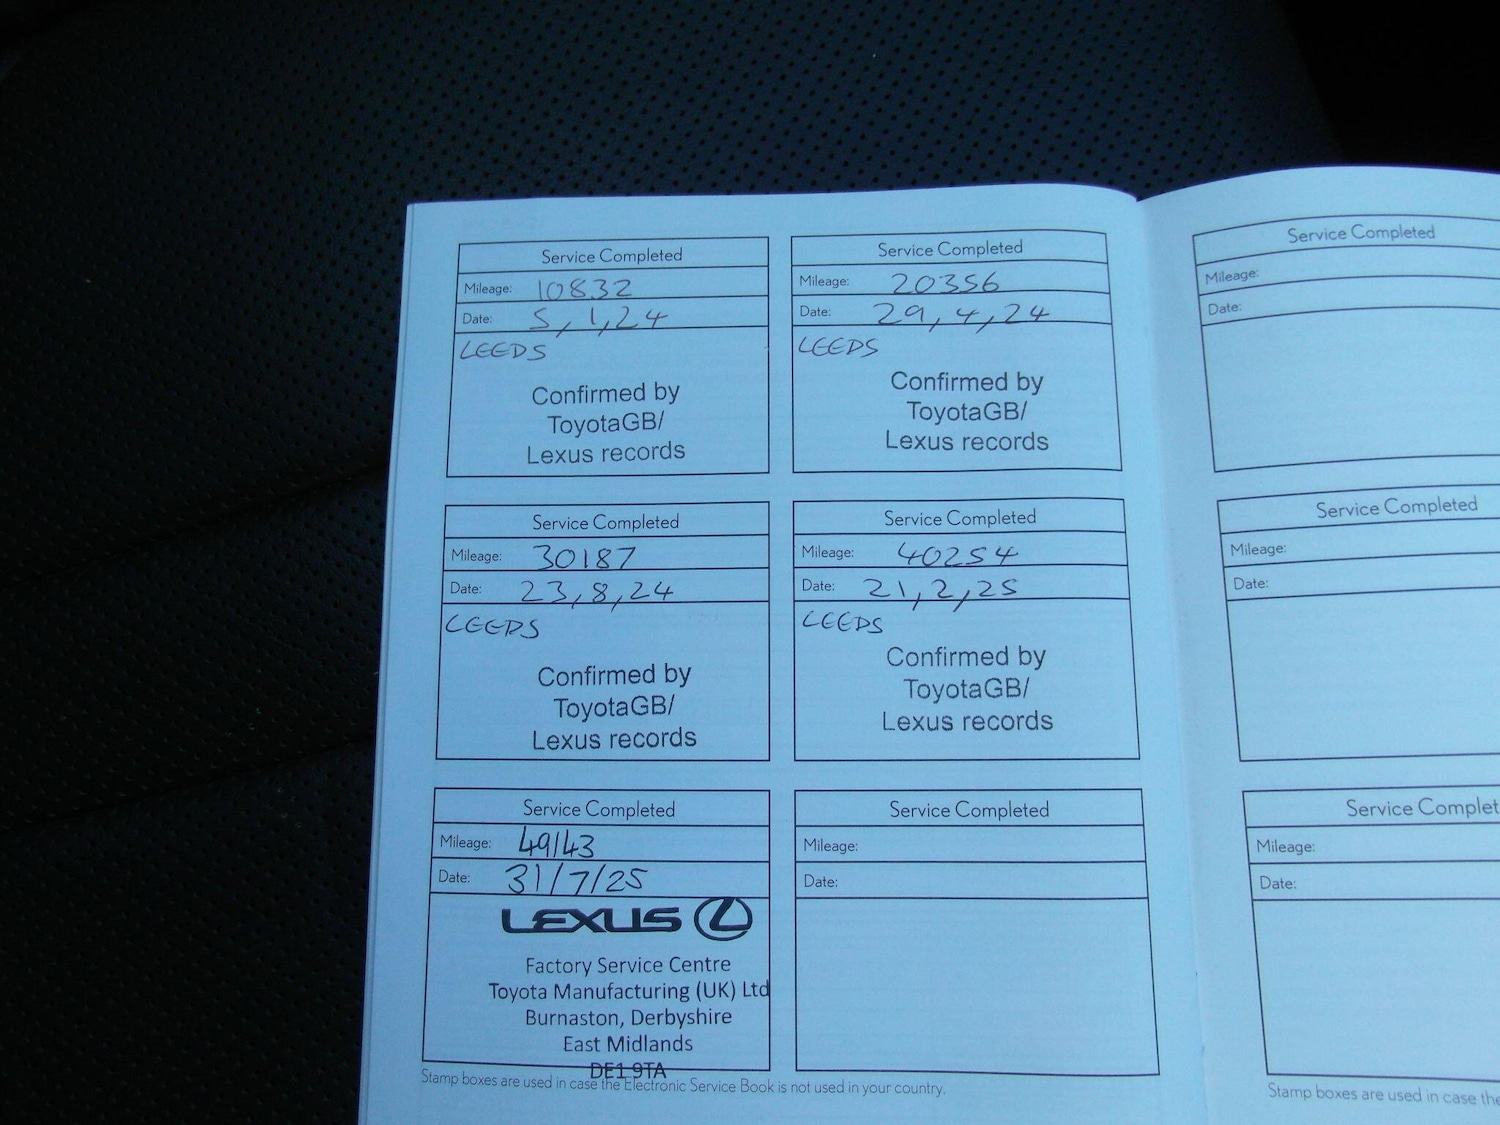 Service Completed
Mileage: 10832
Date: 5,1,24
LEEDS
Confirmed by
ToyotaGB/
Lexus records
Service Completed
Mileage: 20356
Date: 29,4,24
LEEDS
Confirmed by
ToyotaGB/
Lexus records
Service Completed
Mileage: 30187
Date: 23,8,24
LEEDS
Confirmed by
ToyotaGB/
Lexus records
Service Completed
Mileage: 40254
Date: 21,2,25
LEEDS
Confirmed by
ToyotaGB/
Lexus records
Service Completed
Mileage: 49143
Date: 31/7/25
LEXUS
Factory Service Centre
Toyota Manufacturing (UK) Ltd
Burnaston, Derbyshire
East Midlands
DE1 9TA
Service Completed
Mileage:
Date:
Stamp boxes are used in case the Electronic Service Book is not used in your country.
Service Completed
Mileage:
Date:
Service Completed
Mileage:
Date:
Service Complet
Mileage:
Date:
Stamp boxes are used in case the